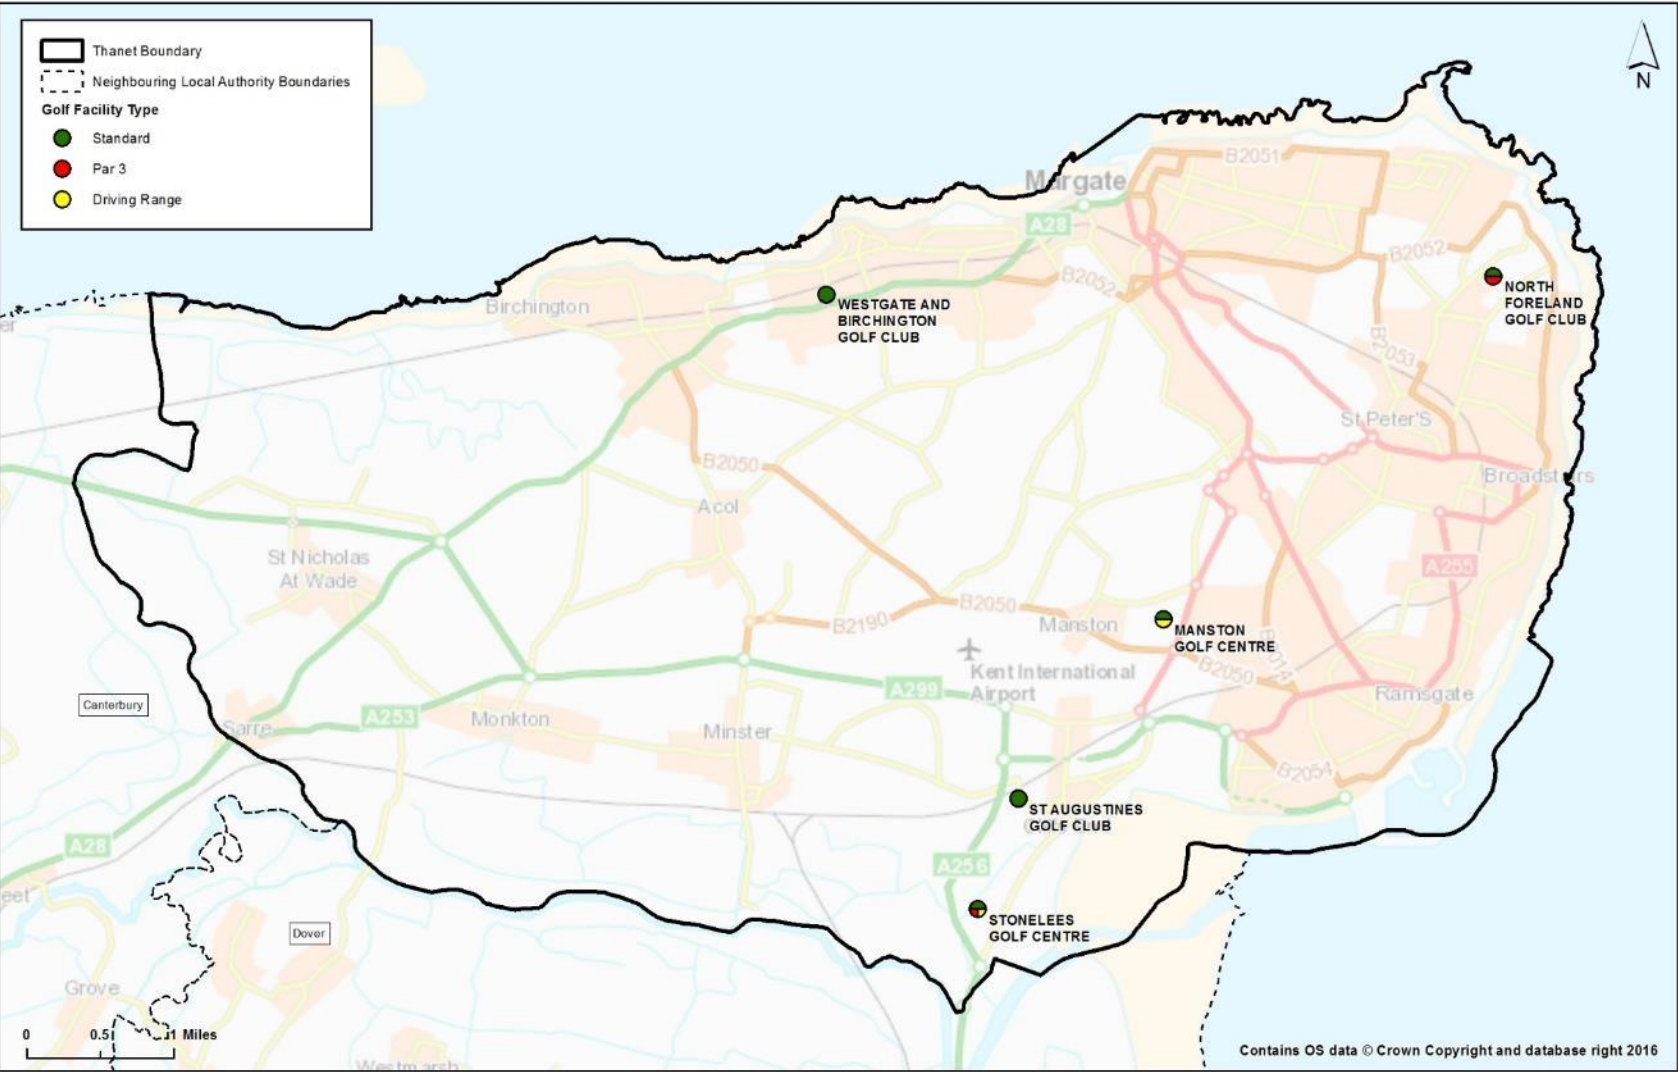 Thanet Boundary
Neighbouring Local Authority Boundaries
Golf Facility Type
Standard
Par 3
Driving Range
N
Margate
B2051
A28
B2052
B2052
Birchington
WESTGATE AND
BIRCHINGTON
GOLF CLUB
NORTH
FORELAND
GOLF CLUB
B2053
St Peter'S
B2050
Acol
Broadstairs
St Nicholas
At Wade
A255
B2050
B2190
Manston
MANSTON
GOLF CENTRE
B2014
B2050
Kent International
Airport
A299
Ramsgate
Canterbury
Sarre
A253
Monkton
Minster
B2054
ST AUGUSTINES
GOLF CLUB
A28
A256
STONELEES
GOLF CENTRE
Dover
Grove
0 0.5 1 Miles
Westmarsh
Contains OS data © Crown Copyright and database right 2016